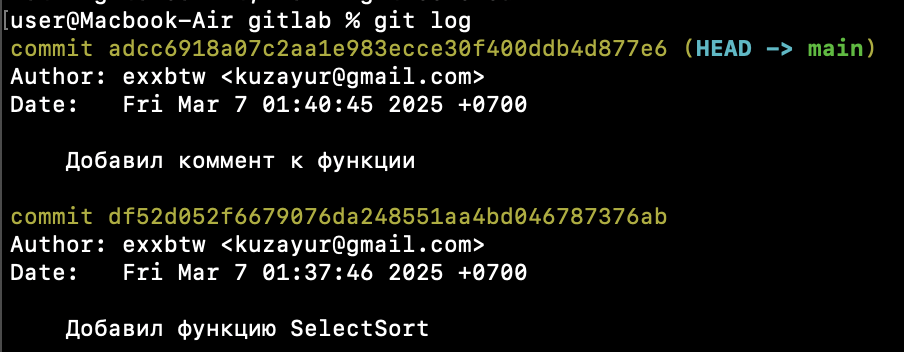 user@Macbook-Air gitlab % git log
commit adcc6918a07c2aa1e983ecce30f400ddb4d877e6 (HEAD -> main)
Author: exxbtw <kuzayur@gmail.com>
Date:   Fri Mar 7 01:40:45 2025 +0700
Добавил коммент к функции
commit df52d052f6679076da248551aa4bd046787376ab
Author: exxbtw <kuzayur@gmail.com>
Date:   Fri Mar 7 01:37:46 2025 +0700
Добавил функцию SelectSort